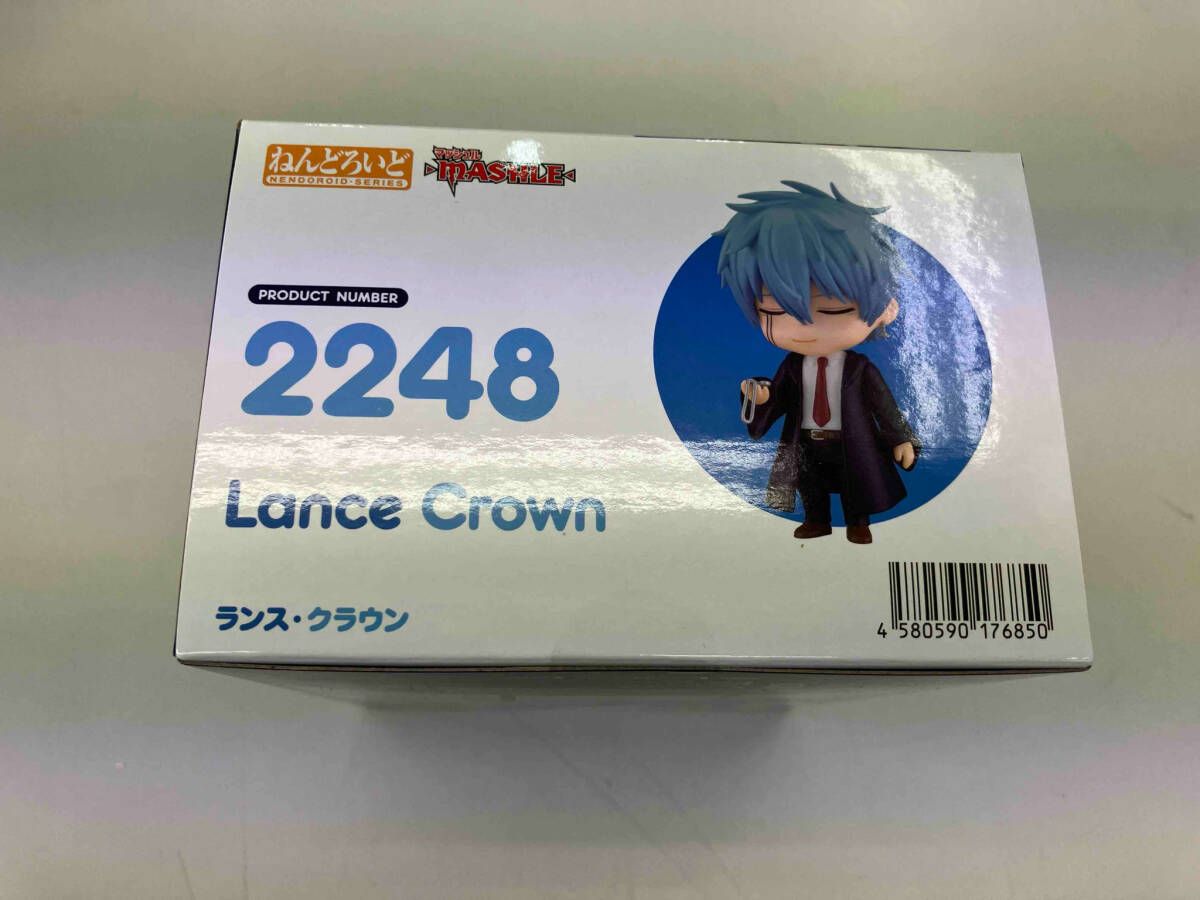 ねんどろいど
NENDOROID・SERIES
マッシュル
MASHLE
PRODUCT NUMBER
2248
Lance Crown
ランス・クラウン
4 580590 176850